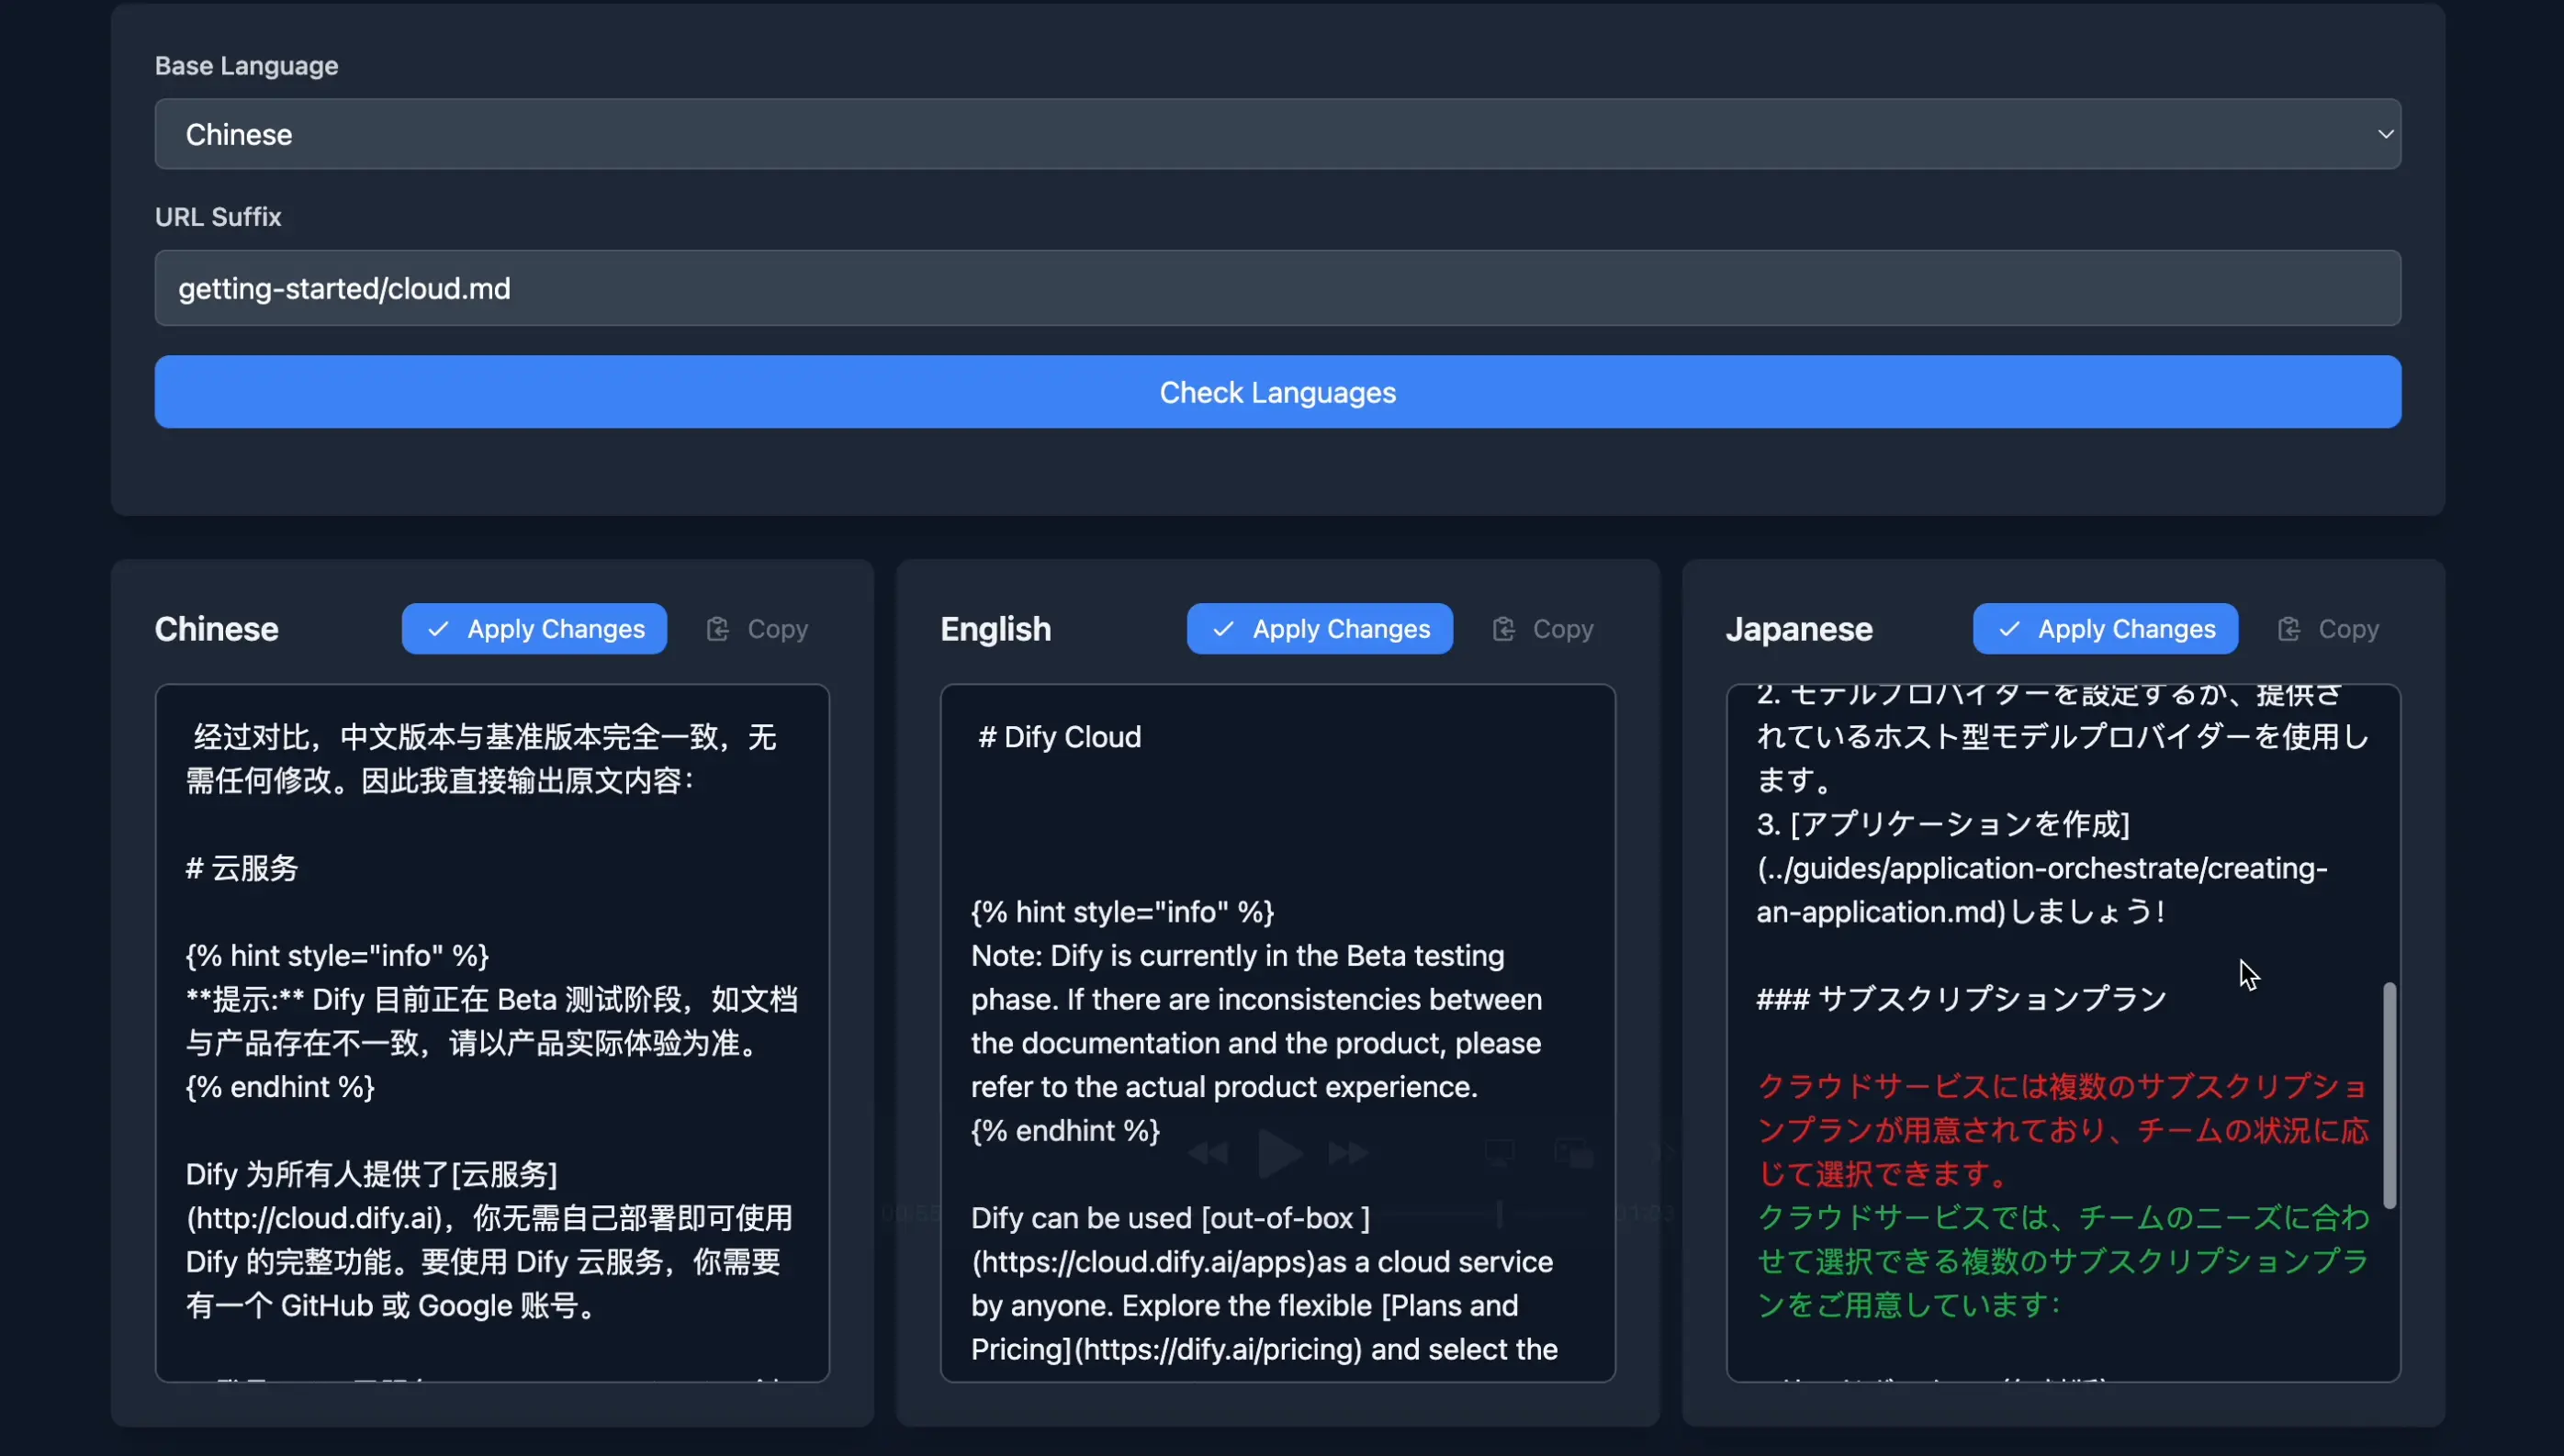 Base Language
Chinese
URL Suffix
getting-started/cloud.md
Check Languages
Chinese
Apply Changes
Copy
经过对比，中文版本与基准版本完全一致，无
需任何修改。因此我直接输出原文内容：
# 云服务
{% hint style="info" %}
**提示:** Dify 目前正在 Beta 测试阶段，如文档
与产品存在不一致，请以产品实际体验为准。
{% endhint %}
Dify 为所有人提供了[云服务]
(http://cloud.dify.ai)，你无需自己部署即可使用
Dify 的完整功能。要使用 Dify 云服务，你需要
有一个 GitHub 或 Google 账号。
English
Apply Changes
Copy
# Dify Cloud
{% hint style="info" %}
Note: Dify is currently in the Beta testing
phase. If there are inconsistencies between
the documentation and the product, please
refer to the actual product experience.
{% endhint %}
Dify can be used [out-of-box ]
(https://cloud.dify.ai/apps)as a cloud service
by anyone. Explore the flexible [Plans and
Pricing](https://dify.ai/pricing) and select the
Japanese
Apply Changes
Copy
2. モデルプロバイダーを設定するか、提供さ
れているホスト型モデルプロバイダーを使用し
ます。
3. [アプリケーションを作成]
(../guides/application-orchestrate/creating-
an-application.md)しましょう！
### サブスクリプションプラン
クラウドサービスには複数のサブスクリプショ
ンプランが用意されており、チームの状況に応
じて選択できます。
クラウドサービスでは、チームのニーズに合わ
せて選択できる複数のサブスクリプションプラ
ンをご用意しています：